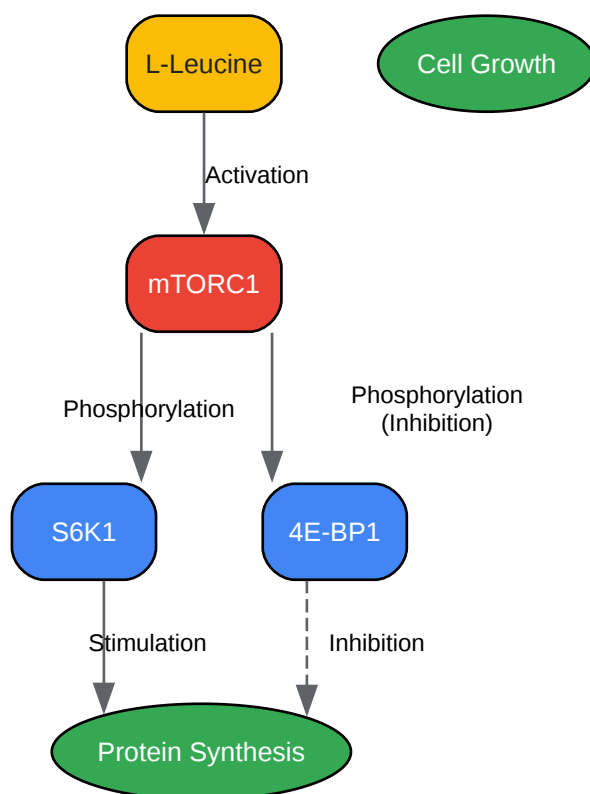 L-Leucine
Cell Growth
Activation
mTORC1
Phosphorylation
Phosphorylation
(Inhibition)
S6K1
4E-BP1
Stimulation
Inhibition
Protein Synthesis